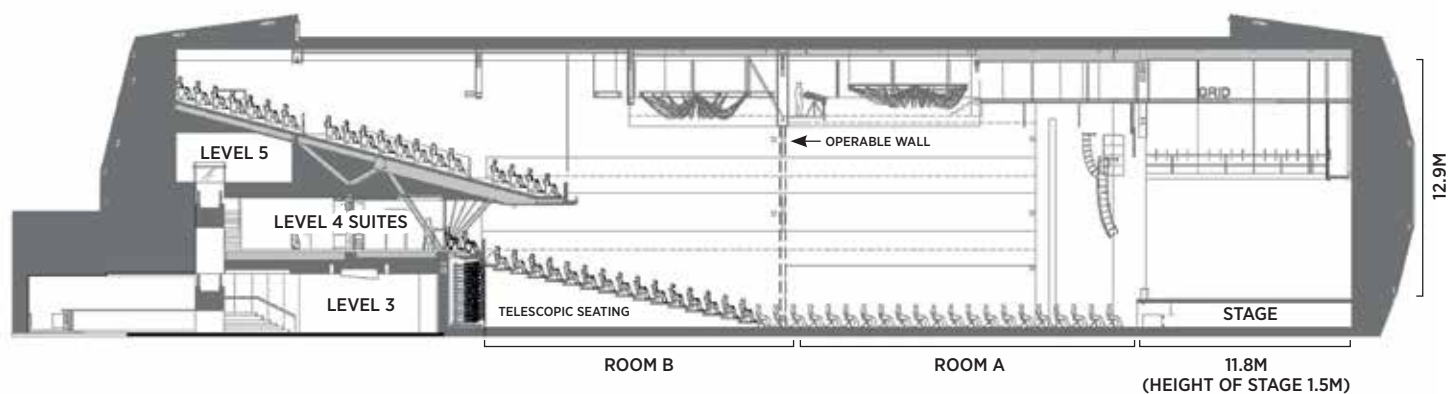 GRID
OPERABLE WALL
LEVEL 5
12.9M
LEVEL 4 SUITES
LEVEL 3
TELESCOPIC SEATING
STAGE
ROOM B
ROOM A
11.8M
(HEIGHT OF STAGE 1.5M)